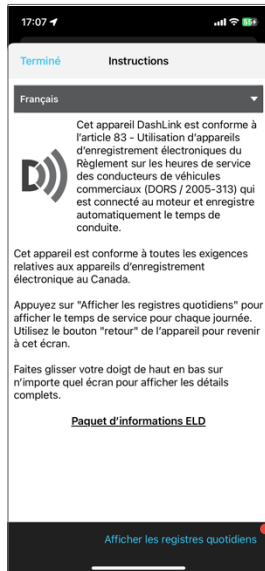 17:07
55+
Terminé
Instructions
Français
Cet appareil DashLink est conforme à
l'article 83 - Utilisation d'appareils
d'enregistrement électroniques du
Règlement sur les heures de service
des conducteurs de véhicules
commerciaux (DORS / 2005-313) qui
est connecté au moteur et enregistre
automatiquement le temps de
conduite.
Cet appareil est conforme à toutes les exigences
relatives aux appareils d'enregistrement
électronique au Canada.
Appuyez sur "Afficher les registres quotidiens" pour
afficher le temps de service pour chaque journée.
Utilisez le bouton "retour" de l'appareil pour revenir
à cet écran.
Faites glisser votre doigt de haut en bas sur
n'importe quel écran pour afficher les détails
complets.
Paquet d'informations ELD
Afficher les registres quotidiens